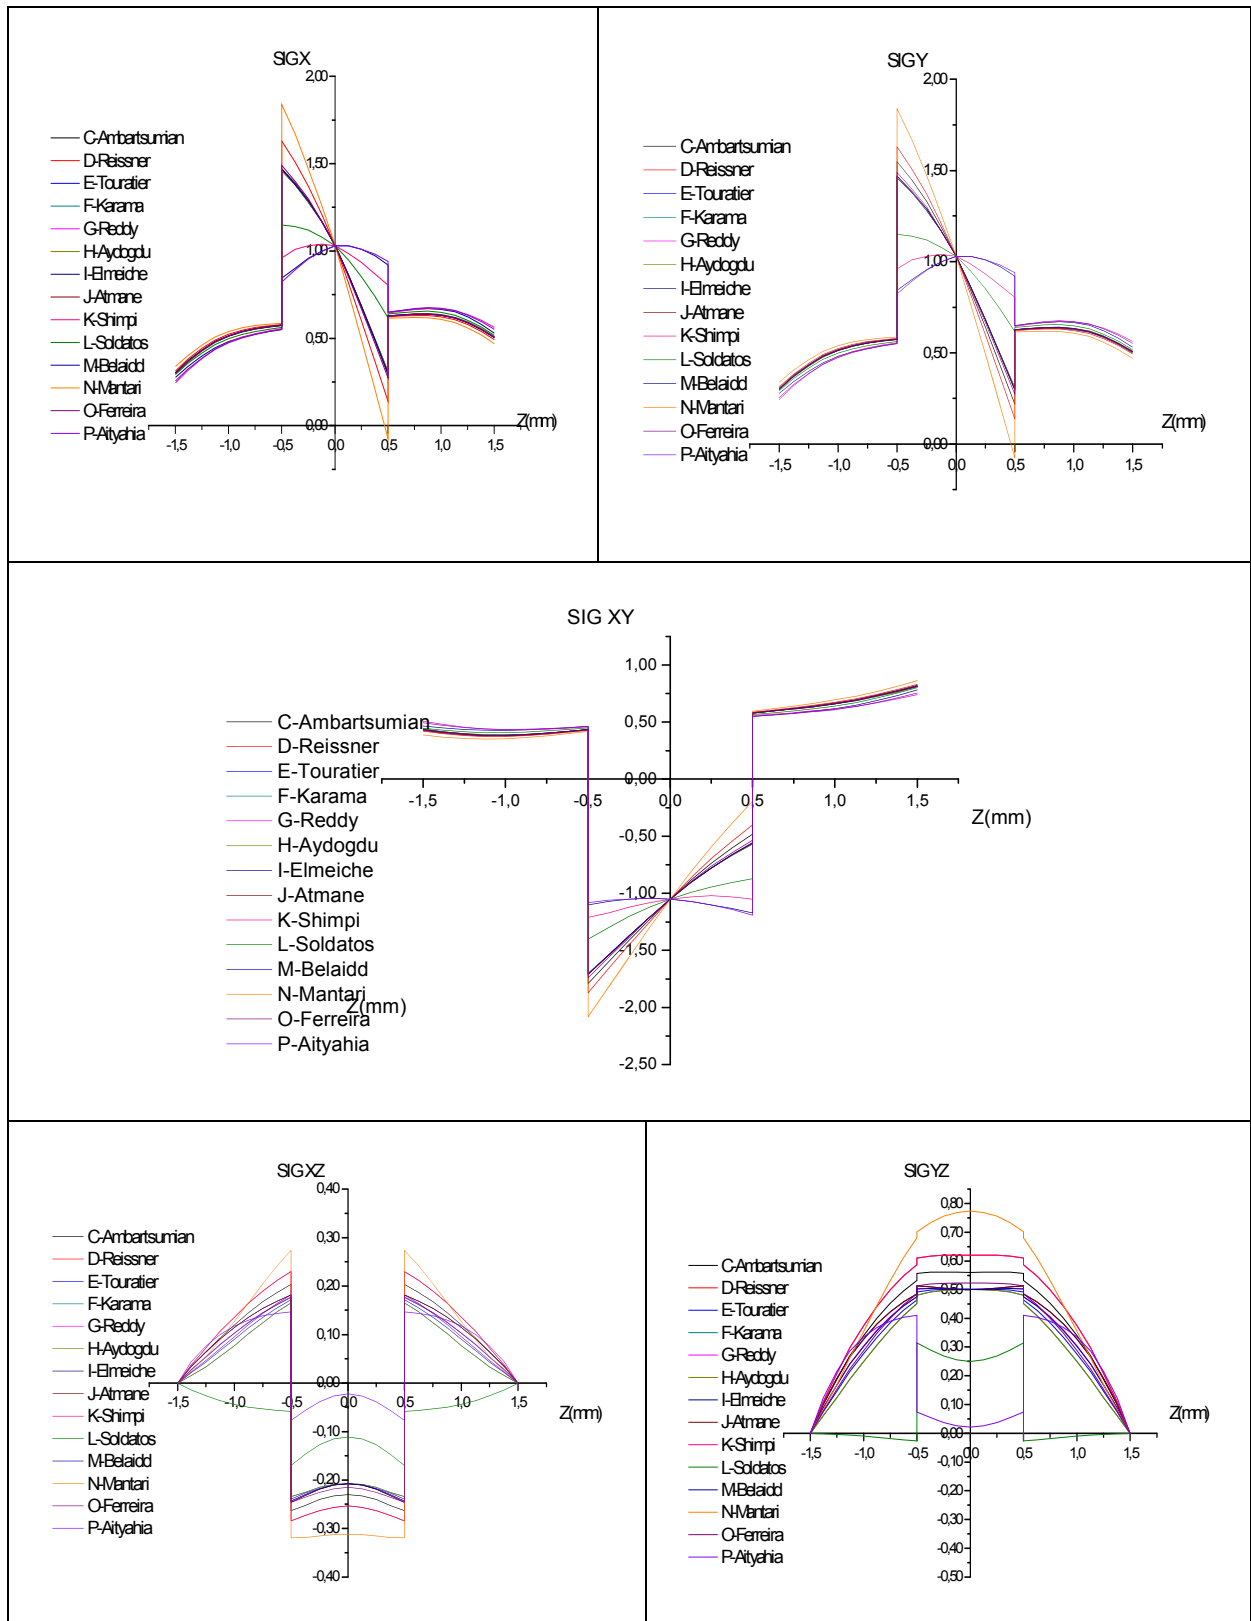 SIGX
2,00
C-Ambartsumian
D-Reissner
E-Touratier
F-Karama
G-Reddy
H-Aydogdu
I-Elmeiche
J-Atmane
K-Shimpi
L-Soldatos
M-Belaidd
N-Mantari
O-Ferreira
P-Aityahia
1,50
1,00
0,50
0,00
Z(mm)
-1,5 -1,0 -0,5 0,0 0,5 1,0 1,5
SIGY
2,00
C-Ambartsumian
D-Reissner
E-Touratier
F-Karama
G-Reddy
H-Aydogdu
I-Elmeiche
J-Atmane
K-Shimpi
L-Soldatos
M-Belaidd
N-Mantari
O-Ferreira
P-Aityahia
1,50
1,00
0,50
0,00
Z(mm)
-1,5 -1,0 -0,5 0,0 0,5 1,0 1,5
SIG XY
1,00
0,50
0,00
-0,50
-1,00
-1,50
-2,00
-2,50
-1,5 -1,0 -0,5 0,0 0,5 1,0 1,5
Z(mm)
C-Ambartsumian
D-Reissner
E-Touratier
F-Karama
G-Reddy
H-Aydogdu
I-Elmeiche
J-Atmane
K-Shimpi
L-Soldatos
M-Belaidd
N-Mantari
Z(mm)
O-Ferreira
P-Aityahia
SIGXZ
0,40
0,30
0,20
0,10
0,00
-0,10
-0,20
-0,30
-0,40
-1,5 -1,0 -0,5 0,0 0,5 1,0 1,5
Z(mm)
C-Ambartsumian
D-Reissner
E-Touratier
F-Karama
G-Reddy
H-Aydogdu
I-Elmeiche
J-Atmane
K-Shimpi
L-Soldatos
M-Belaidd
N-Mantari
O-Ferreira
P-Aityahia
SIGYZ
0,80
0,70
0,60
0,50
0,40
0,30
0,20
0,10
0,00
-0,10
-0,20
-0,30
-0,40
-0,50
-1,5 -1,0 -0,5 0,0 0,5 1,0 1,5
Z(mm)
C-Ambartsumian
D-Reissner
E-Touratier
F-Karama
G-Reddy
H-Aydogdu
I-Elmeiche
J-Atmane
K-Shimpi
L-Soldatos
M-Belaidd
N-Mantari
O-Ferreira
P-Aityahia